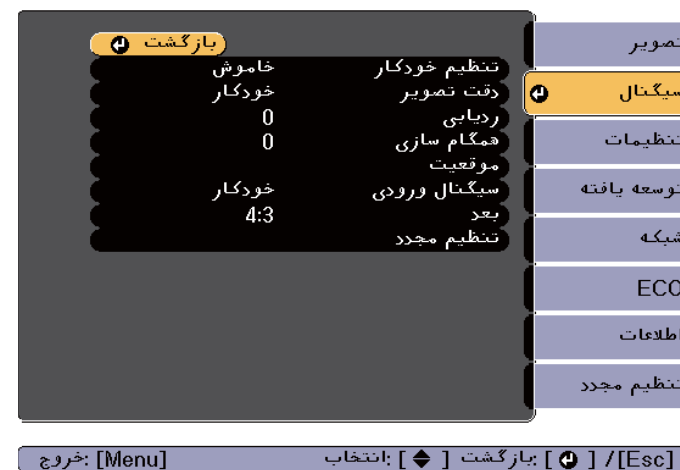 تصویر
سیگنال
تنظیمات
توسعه یافته
شبکه
ECO
اطلاعات
تنظیم مجدد
بازگشت
تنظیم خودکار خاموش
دقت تصویر خودکار
ردیابی 0
همگام سازی 0
موقعیت
سیگنال ورودی خودکار
بعد 4:3
تنظیم مجدد
[Esc]/ [ ] :بازگشت [ ] :انتخاب [Menu] :خروج